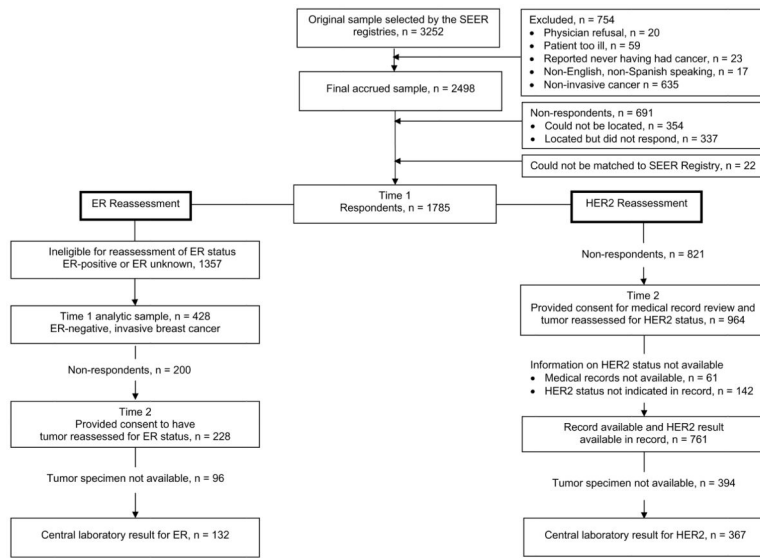 Original sample selected by the SEER
registries, n = 3252
Excluded, n = 754
• Physician refusal, n = 20
• Patient too ill, n = 59
• Reported never having had cancer, n = 23
• Non-English, non-Spanish speaking, n = 17
• Non-invasive cancer n = 635
Final accrued sample, n = 2498
Non-respondents, n = 691
• Could not be located, n = 354
• Located but did not respond, n = 337
Could not be matched to SEER Registry, n = 22
Time 1
Respondents, n = 1785
ER Reassessment
Ineligible for reassessment of ER status
ER-positive or ER unknown, 1357
Time 1 analytic sample, n = 428
ER-negative, invasive breast cancer
Non-respondents, n = 200
Time 2
Provided consent to have
tumor reassessed for ER status, n = 228
Tumor specimen not available, n = 96
Central laboratory result for ER, n = 132
HER2 Reassessment
Non-respondents, n = 821
Time 2
Provided consent for medical record review and
tumor reassessed for HER2 status, n = 964
Information on HER2 status not available
• Medical records not available, n = 61
• HER2 status not indicated in record, n = 142
Record available and HER2 result
available in record, n = 761
Tumor specimen not available, n = 394
Central laboratory result for HER2, n = 367